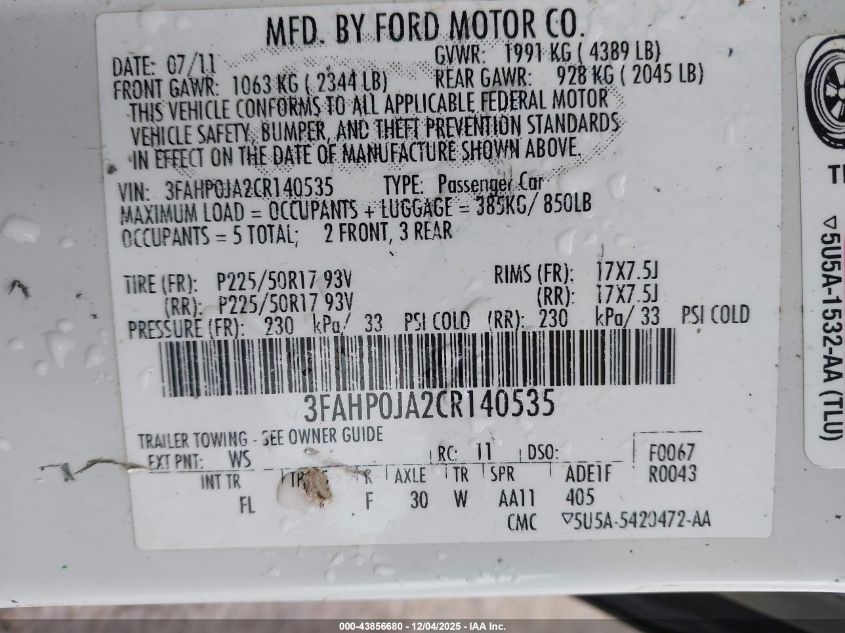 MFD. BY FORD MOTOR CO.
DATE: 07/11 GVWR: 1991 KG ( 4389 LB)
FRONT GAWR: 1063 KG ( 2344 LB) REAR GAWR: 928 KG ( 2045 LB)
THIS VEHICLE CONFORMS TO ALL APPLICABLE FEDERAL MOTOR
VEHICLE SAFETY, BUMPER, AND THEFT PREVENTION STANDARDS
IN EFFECT ON THE DATE OF MANUFACTURE SHOWN ABOVE.
VIN: 3FAHP0JA2CR140535 TYPE: Passenger Car
MAXIMUM LOAD = OCCUPANTS + LUGGAGE = 385KG/ 850LB
OCCUPANTS = 5 TOTAL; 2 FRONT, 3 REAR
TIRE (FR): P225/50R17 93V RIMS (FR): 17X7.5J
(RR): P225/50R17 93V (RR): 17X7.5J
PRESSURE (FR): 230 kPa/ 33 PSI COLD (RR): 230 kPa/ 33 PSI COLD
3FAHP0JA2CR140535
TRAILER TOWING - SEE OWNER GUIDE
EXT PNT: WS RC: 11 DSO: F0067
INT TR TP R AXLE TR SPR ADE1F R0043
FL F 30 W AA11 405
CMC ▽5U5A-5420472-AA
▽5U5A-1532-AA (TLU)
000-43856680 - 12/04/2025 - IAA Inc.